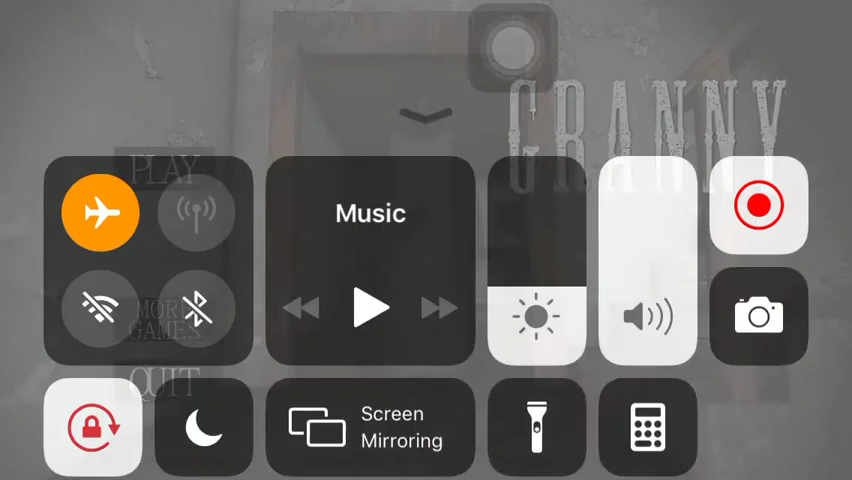 GRANNY
PLAY
Music
MORE
GAMES
QUIT
Screen
Mirroring